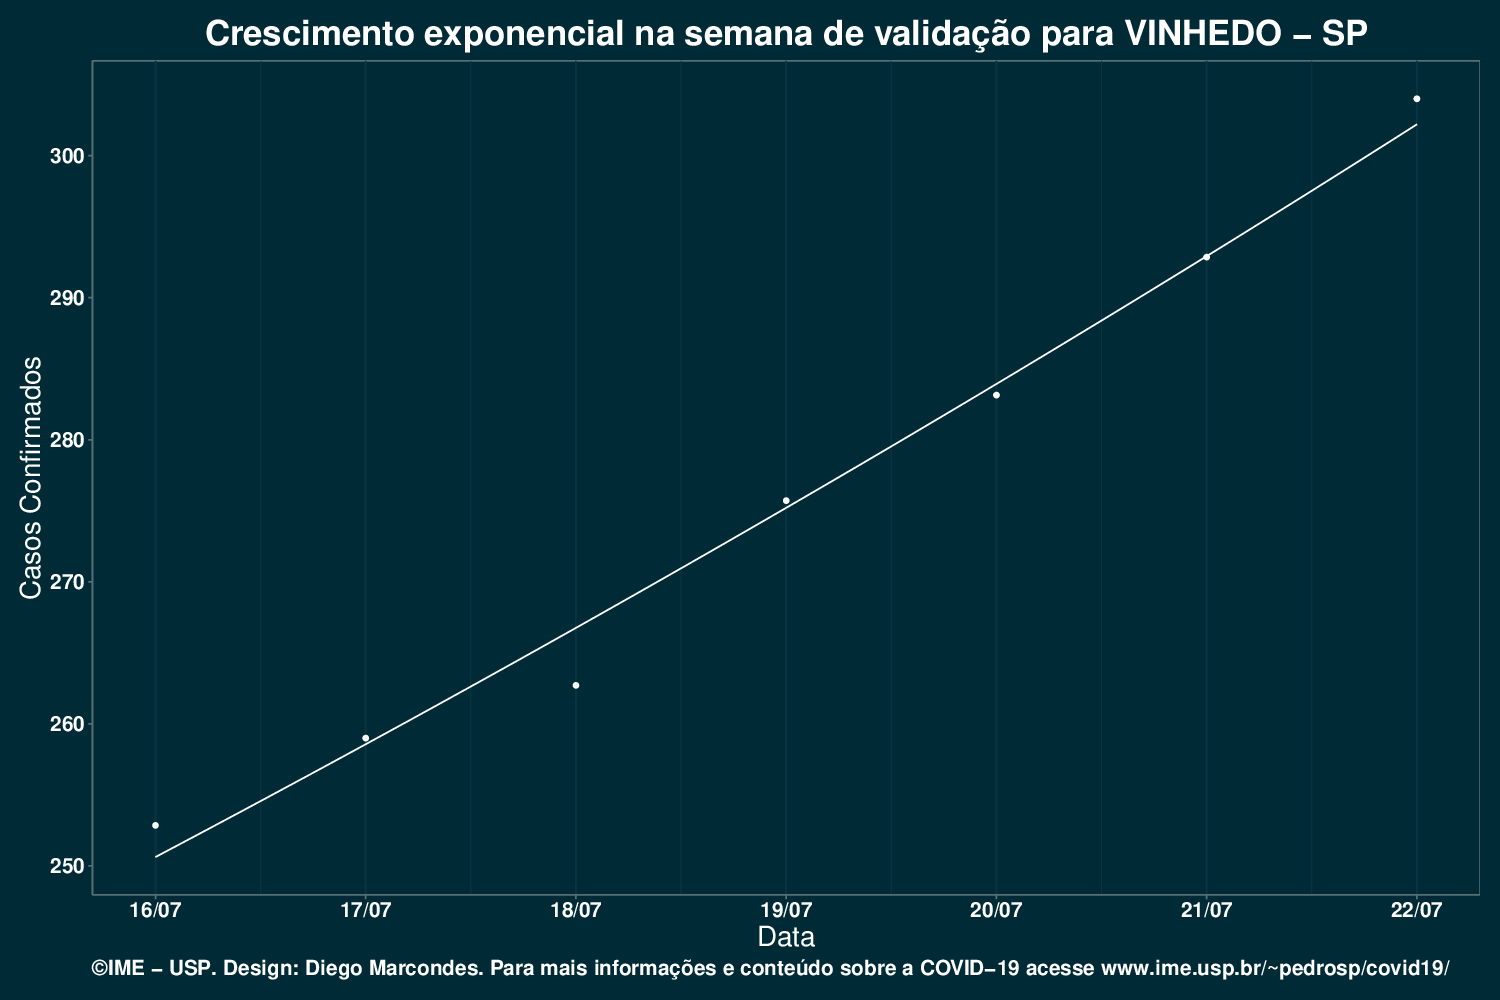 Crescimento exponencial na semana de validação para VINHEDO – SP
300
290
280
270
260
250
Casos Confirmados
16/07 17/07 18/07 19/07 20/07 21/07 22/07
Data
©IME – USP. Design: Diego Marcondes. Para mais informações e conteúdo sobre a COVID–19 acesse www.ime.usp.br/~pedrosp/covid19/